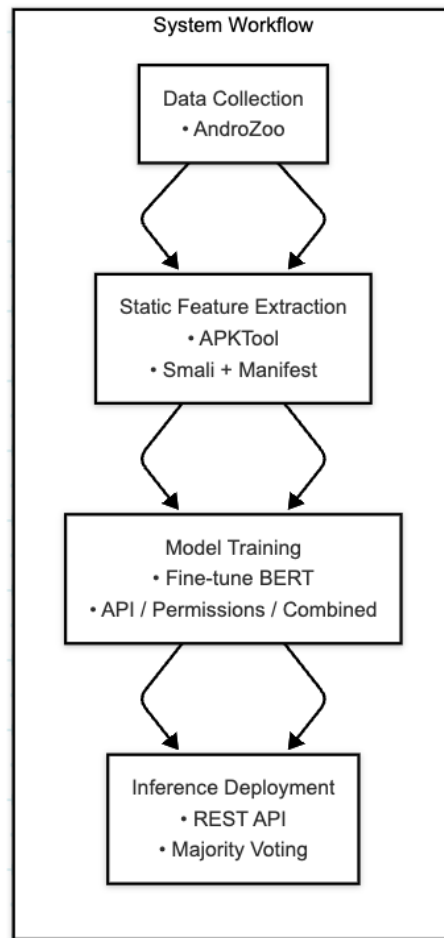 System Workflow
Data Collection
• AndroZoo
Static Feature Extraction
• APKTool
• Smali + Manifest
Model Training
• Fine-tune BERT
• API / Permissions / Combined
Inference Deployment
• REST API
• Majority Voting